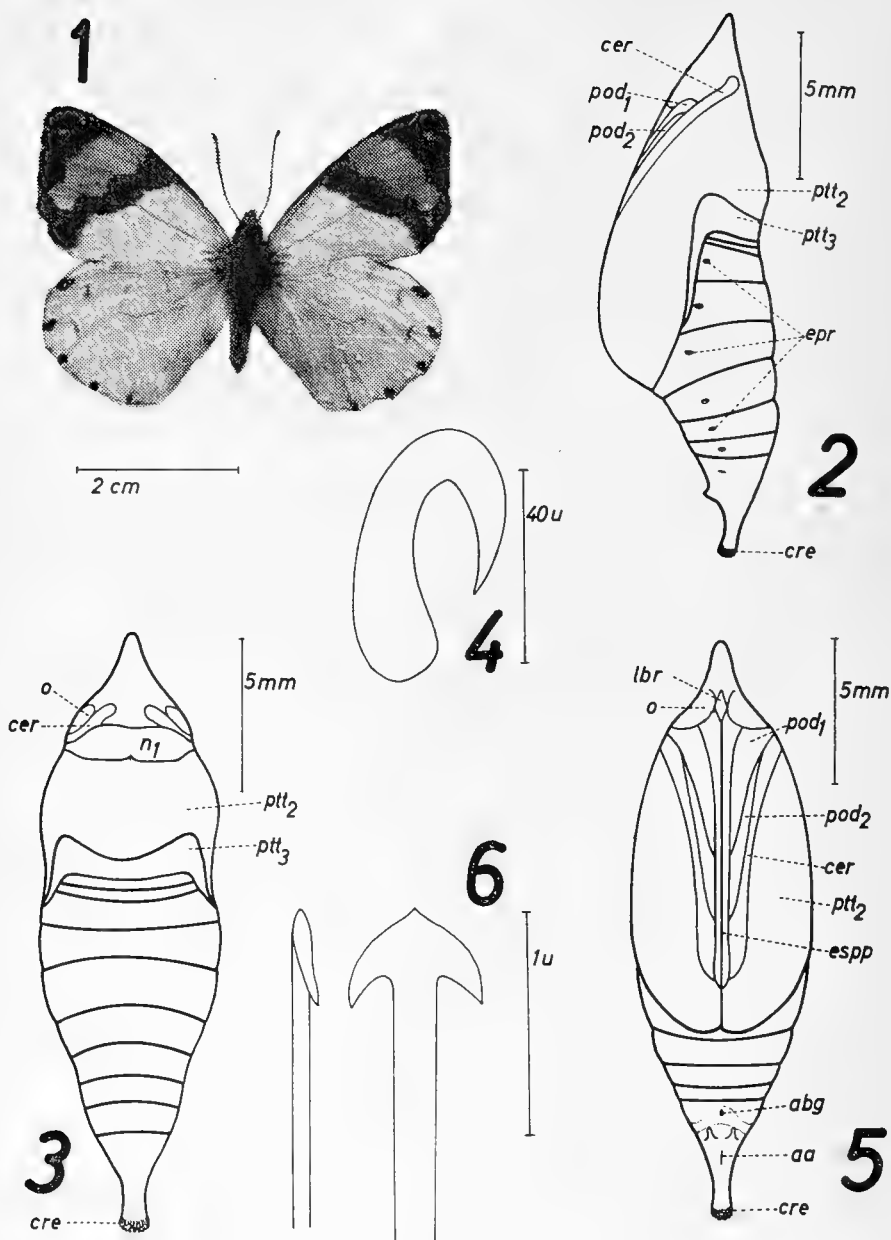 1
2 cm
cer
pod1
pod2
5mm
ptt2
ptt3
epr
cre
2
40u
4
o
cer
n1
5mm
ptt2
ptt3
cre
3
6
1u
lbr
o
5mm
pod1
pod2
cer
ptt2
espp
abg
aa
cre
5